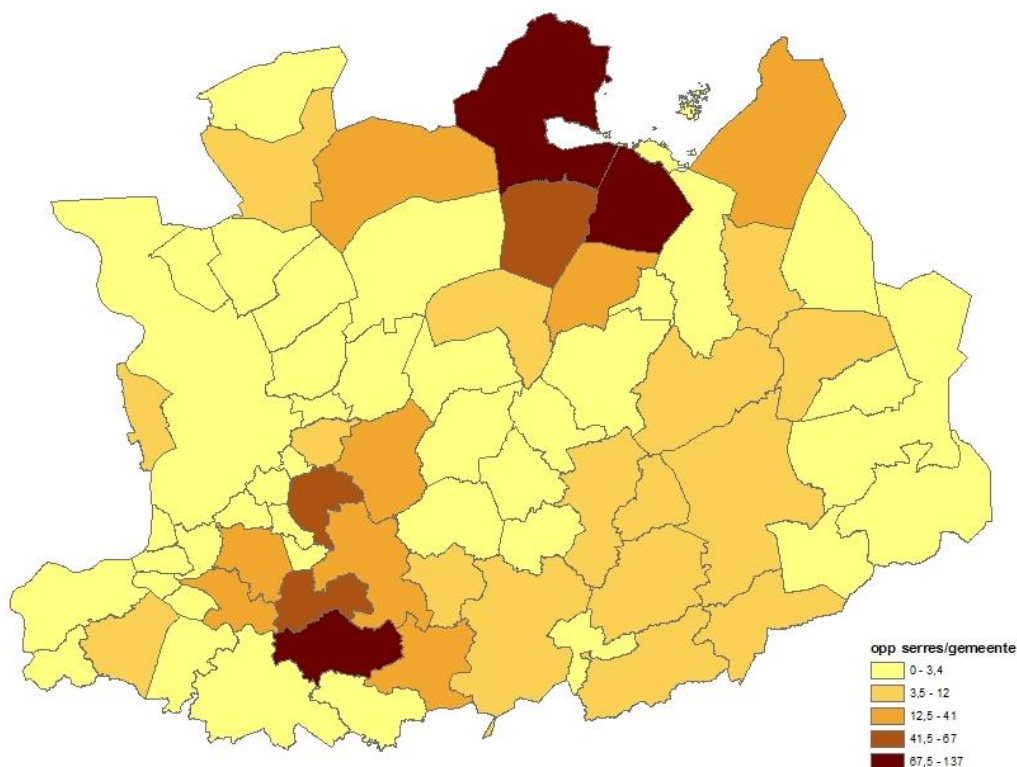 opp serres/gemeente
0 - 3,4
3,5 - 12
12,5 - 41
41,5 - 67
67,5 - 137